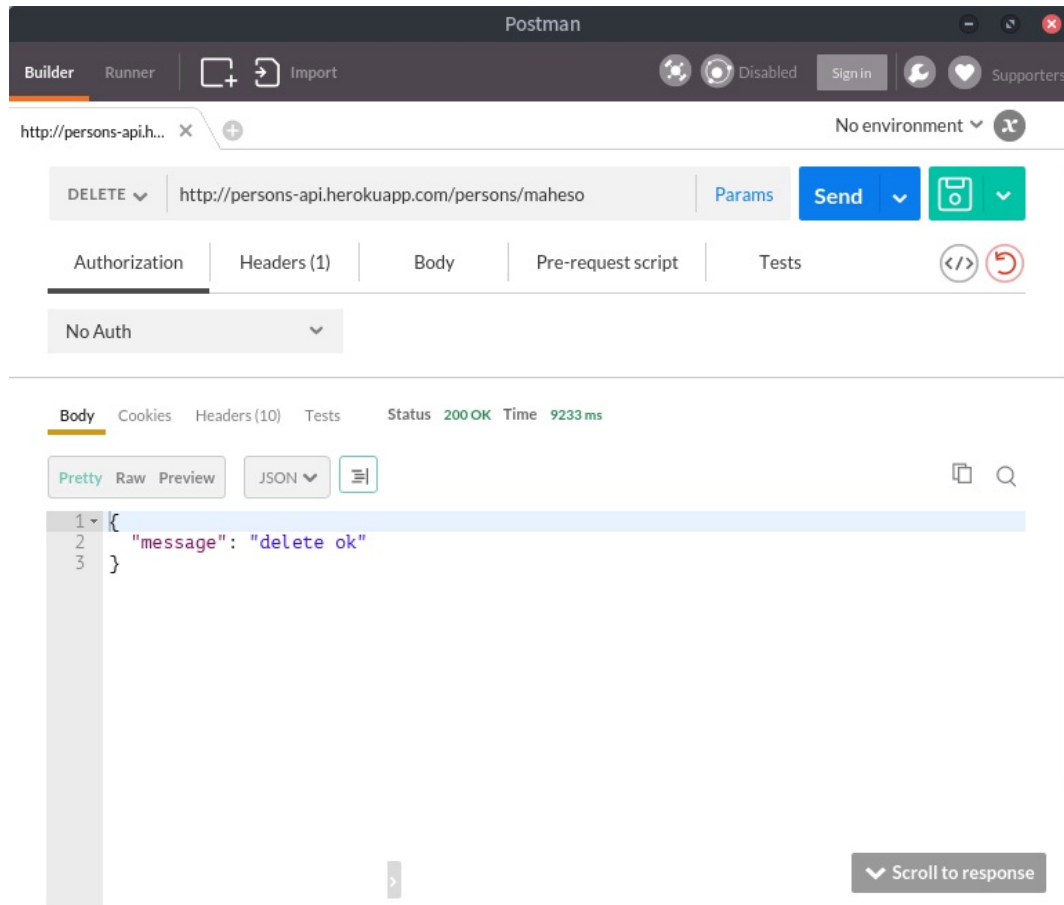 Postman
Builder Runner Import Disabled Sign in Supporters
http://persons-api.h... No environment
DELETE http://persons-api.herokuapp.com/persons/maheso Params Send
Authorization Headers (1) Body Pre-request script Tests
No Auth
Body Cookies Headers (10) Tests Status 200 OK Time 9233 ms
Pretty Raw Preview JSON
1 {
2 "message": "delete ok"
3 }
Scroll to response